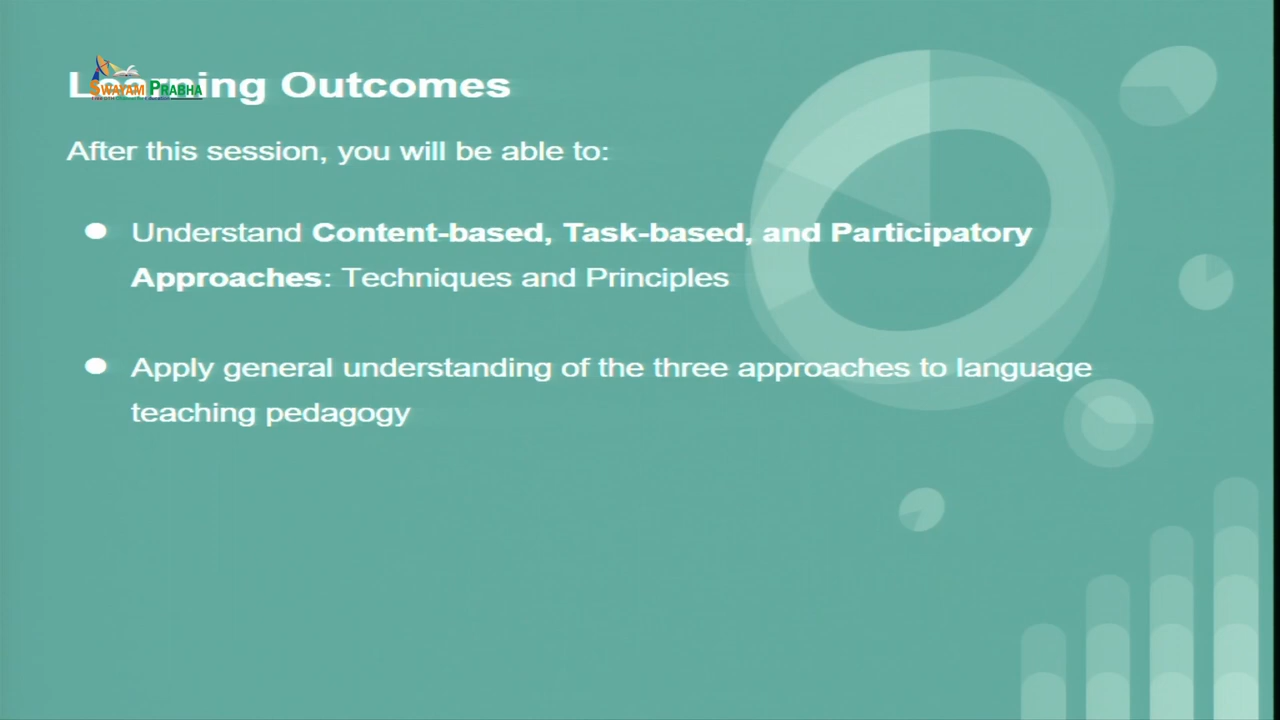 Learning Outcomes
SWAYAM PRABHA
After this session, you will be able to:
Understand Content-based, Task-based, and Participatory
Approaches: Techniques and Principles
Apply general understanding of the three approaches to language
teaching pedagogy